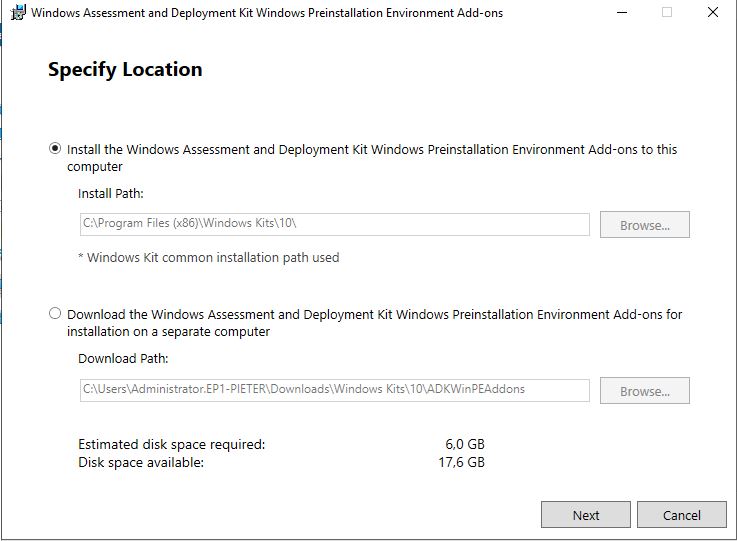 Windows Assessment and Deployment Kit Windows Preinstallation Environment Add-ons
Specify Location
Install the Windows Assessment and Deployment Kit Windows Preinstallation Environment Add-ons to this
computer
Install Path:
C:\Program Files (x86)\Windows Kits\10\
Browse...
* Windows Kit common installation path used
Download the Windows Assessment and Deployment Kit Windows Preinstallation Environment Add-ons for
installation on a separate computer
Download Path:
C:\Users\Administrator.EP1-PIETER\Downloads\Windows Kits\10\ADKWinPEAddons
Browse...
Estimated disk space required: 6,0 GB
Disk space available: 17,6 GB
Next
Cancel